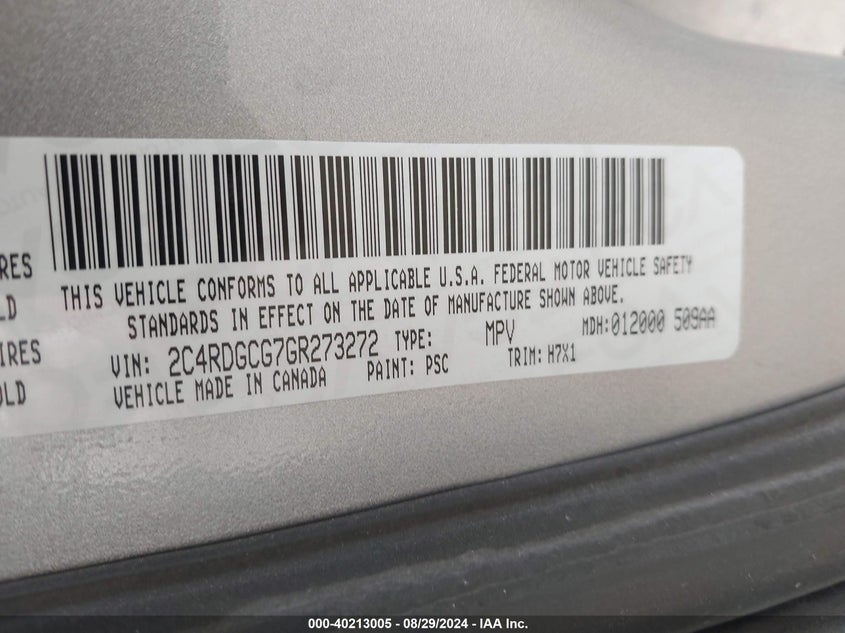 RES
LD
IRES
OLD
THIS VEHICLE CONFORMS TO ALL APPLICABLE U.S.A. FEDERAL MOTOR VEHICLE SAFETY
STANDARDS IN EFFECT ON THE DATE OF MANUFACTURE SHOWN ABOVE.
VIN: 2C4RDGCG7GR273272 TYPE: MPV MDH:012000 509AA
VEHICLE MADE IN CANADA PAINT: PSC TRIM: H7X1
000-40213005 - 08/29/2024 - IAA Inc.